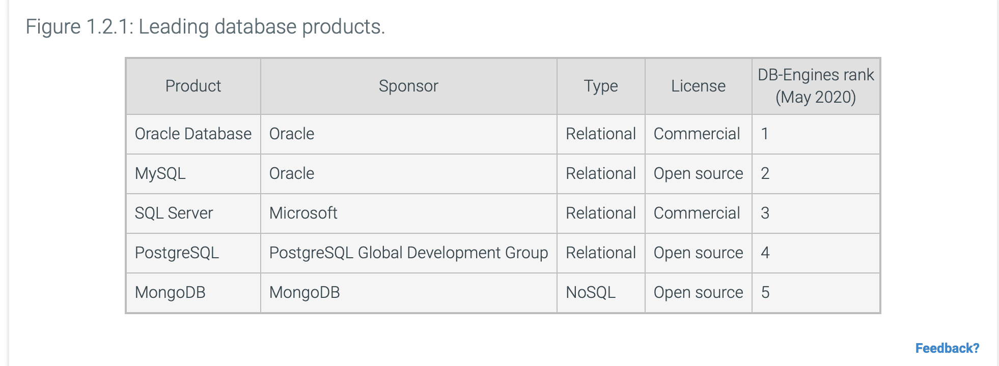 Figure 1.2.1: Leading database products.
Product Sponsor Type License DB-Engines rank (May 2020)
Oracle Database Oracle Relational Commercial 1
MySQL Oracle Relational Open source 2
SQL Server Microsoft Relational Commercial 3
PostgreSQL PostgreSQL Global Development Group Relational Open source 4
MongoDB MongoDB NoSQL Open source 5
Feedback?